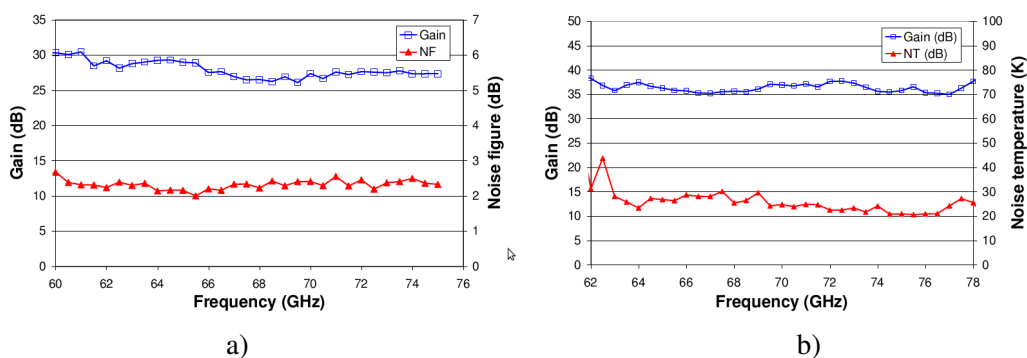 35
30
25
20
15
10
5
0
Gain (dB)
7
6
5
4
3
2
1
0
Noise figure (dB)
Gain
NF
60 62 64 66 68 70 72 74 76
Frequency (GHz)
a)
50
45
40
35
30
25
20
15
10
5
0
Gain (dB)
100
90
80
70
60
50
40
30
20
10
0
Noise temperature (K)
Gain (dB)
NT (dB)
62 64 66 68 70 72 74 76 78
Frequency (GHz)
b)